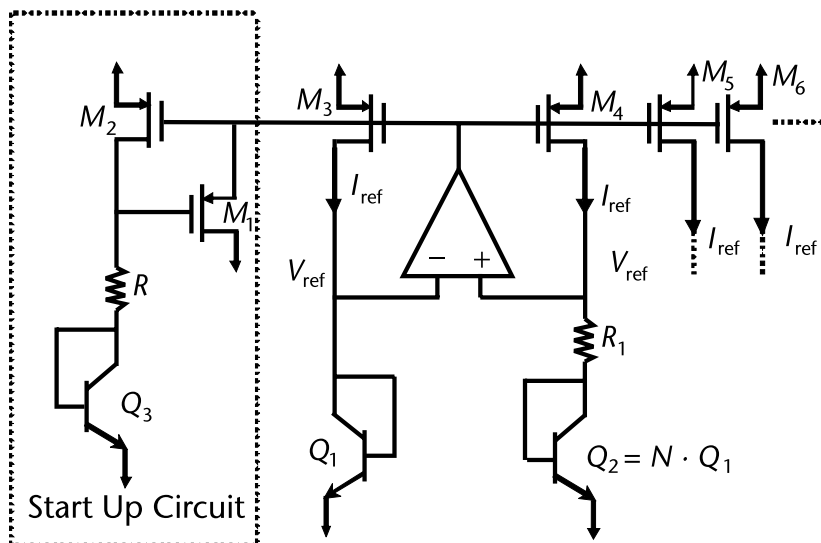 M3
M4
M5
M6
M2
M1
Iref
Iref
Iref
Iref
− +
Vref
Vref
R
R1
Q3
Q1
Q2 = N · Q1
Start Up Circuit